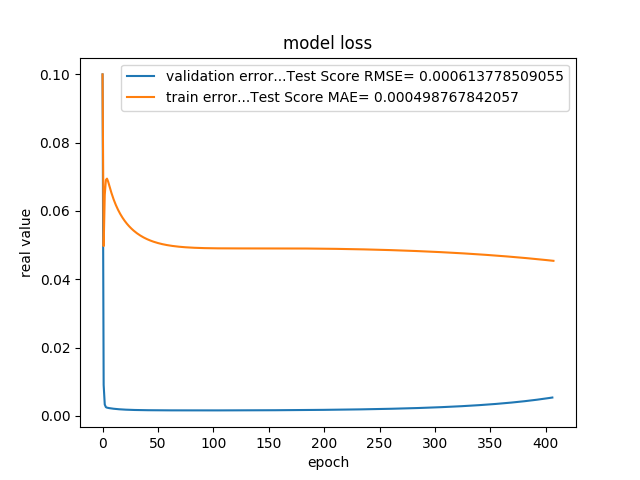 model loss
validation error...Test Score RMSE= 0.000613778509055
train error...Test Score MAE= 0.000498767842057
0.10
0.08
0.06
0.04
0.02
0.00
real value
0 50 100 150 200 250 300 350 400
epoch